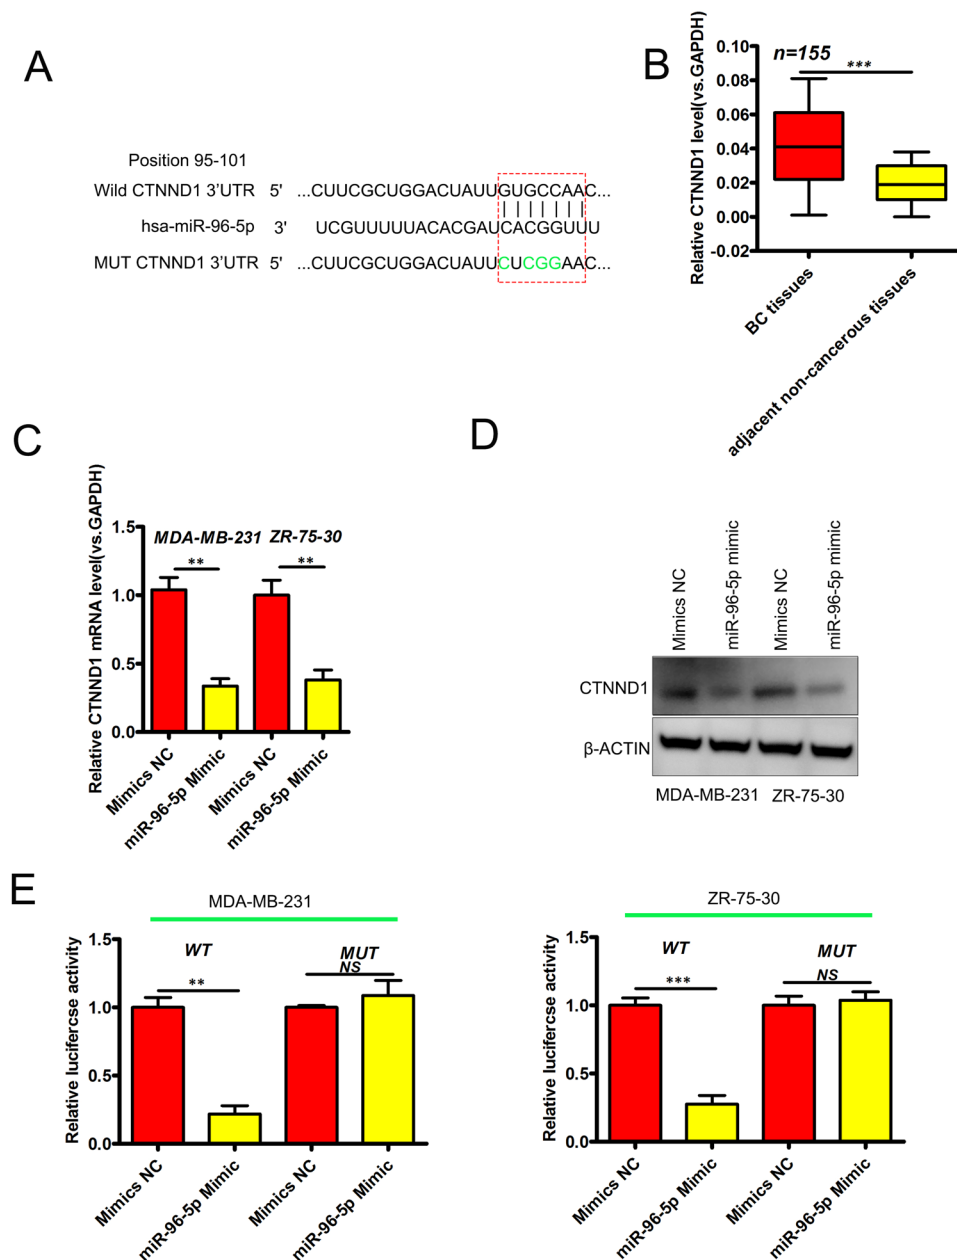 A
Position 95-101
Wild CTNND1 3'UTR 5' ...CUUCGCUGGACUAUUGUGCCAAC...
hsa-miR-96-5p 3' UCGUUUUUACACGAUCACGGUUU
MUT CTNND1 3'UTR 5' ...CUUCGCUGGACUAUUCUCGGAAC...
B
Relative CTNND1 level(vs.GAPDH)
n=155
***
0.10
0.08
0.06
0.04
0.02
0.00
-0.02
BC tissues
adjacent non-cancerous tissues
C
Relative CTNND1 mRNA level(vs.GAPDH)
MDA-MB-231 ZR-75-30
** **
1.5
1.0
0.5
0.0
Mimics NC
miR-96-5p Mimic
Mimics NC
miR-96-5p Mimic
D
Mimics NC
miR-96-5p mimic
Mimics NC
miR-96-5p mimic
CTNND1
β-ACTIN
MDA-MB-231 ZR-75-30
E
MDA-MB-231
Relative lucifercse activity
WT
MUT
** NS
1.5
1.0
0.5
0.0
Mimics NC
miR-96-5p Mimic
Mimics NC
miR-96-5p Mimic
ZR-75-30
Relative lucifercse activity
WT
MUT
*** NS
1.5
1.0
0.5
0.0
Mimics NC
miR-96-5p Mimic
Mimics NC
miR-96-5p Mimic